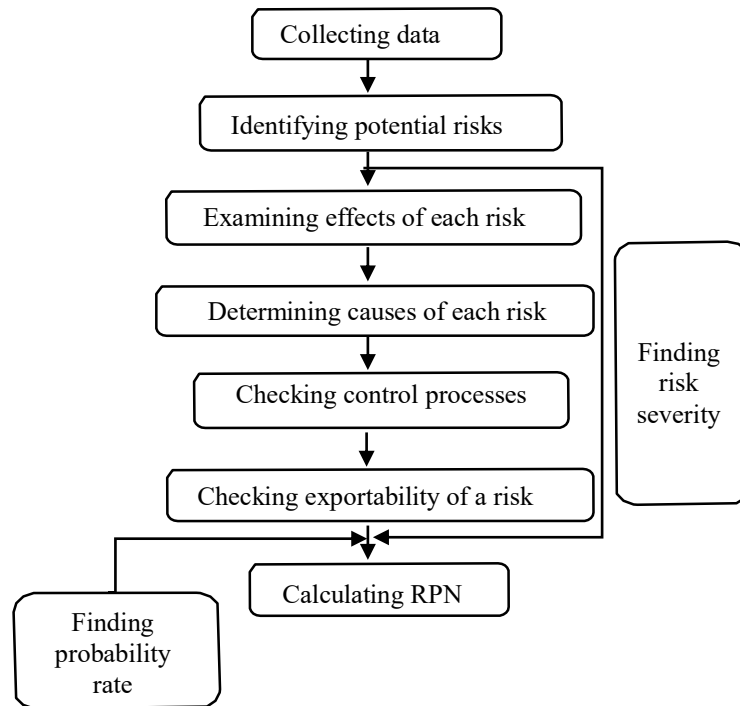 Collecting data
Identifying potential risks
Examining effects of each risk
Determining causes of each risk
Finding
risk
severity
Checking control processes
Checking exportability of a risk
Calculating RPN
Finding
probability
rate